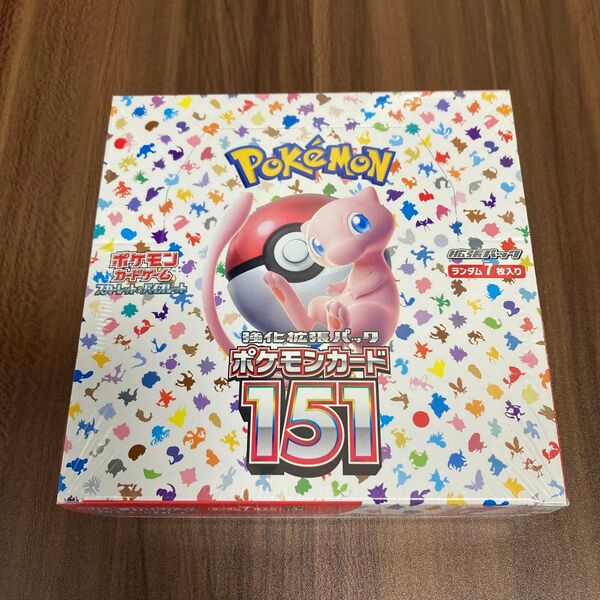 POKéMON
ポケモン
カードゲーム
スカーレット&バイオレット
拡張パック
ランダム7枚入り
強化拡張パック
ポケモンカード
151